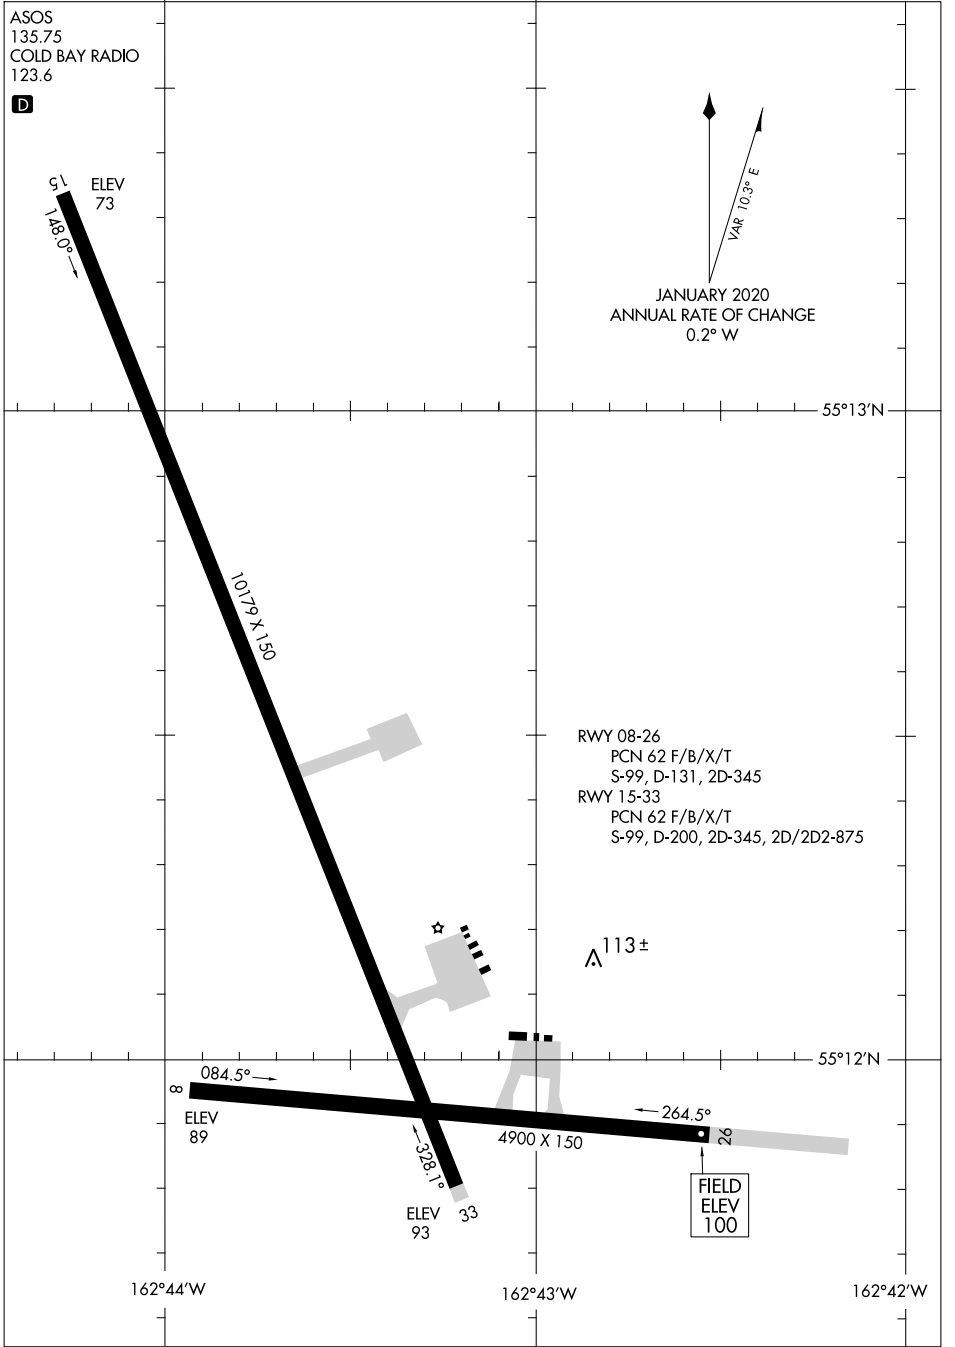 ASOS
135.75
COLD BAY RADIO
123.6
D
VAR 10.3° E
JANUARY 2020
ANNUAL RATE OF CHANGE
0.2° W
15
ELEV
73
148.0°
55°13'N
10179 X 150
RWY 08-26
PCN 62 F/B/X/T
S-99, D-131, 2D-345
RWY 15-33
PCN 62 F/B/X/T
S-99, D-200, 2D-345, 2D/2D2-875
113 ±
55°12'N
8
084.5°
ELEV
89
264.5°
26
4900 X 150
328.1°
33
ELEV
93
FIELD
ELEV
100
162°44'W
162°43'W
162°42'W